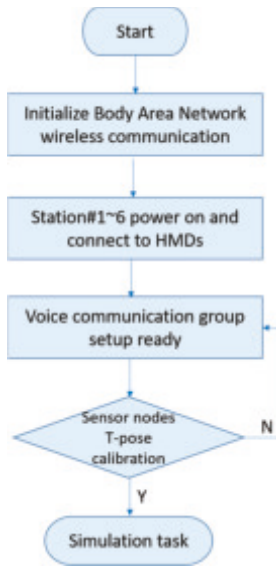 Start
Initialize Body Area Network
wireless communication
Station#1~6 power on and
connect to HMDs
Voice communication group
setup ready
Sensor nodes
T-pose
calibration
N
Y
Simulation task